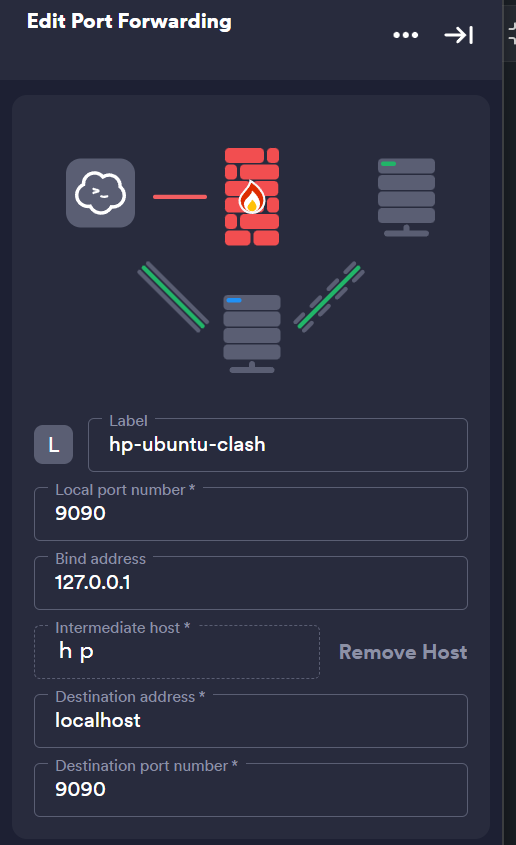 Edit Port Forwarding
L
Label
hp-ubuntu-clash
Local port number *
9090
Bind address
127.0.0.1
Intermediate host *
h p
Remove Host
Destination address *
localhost
Destination port number *
9090